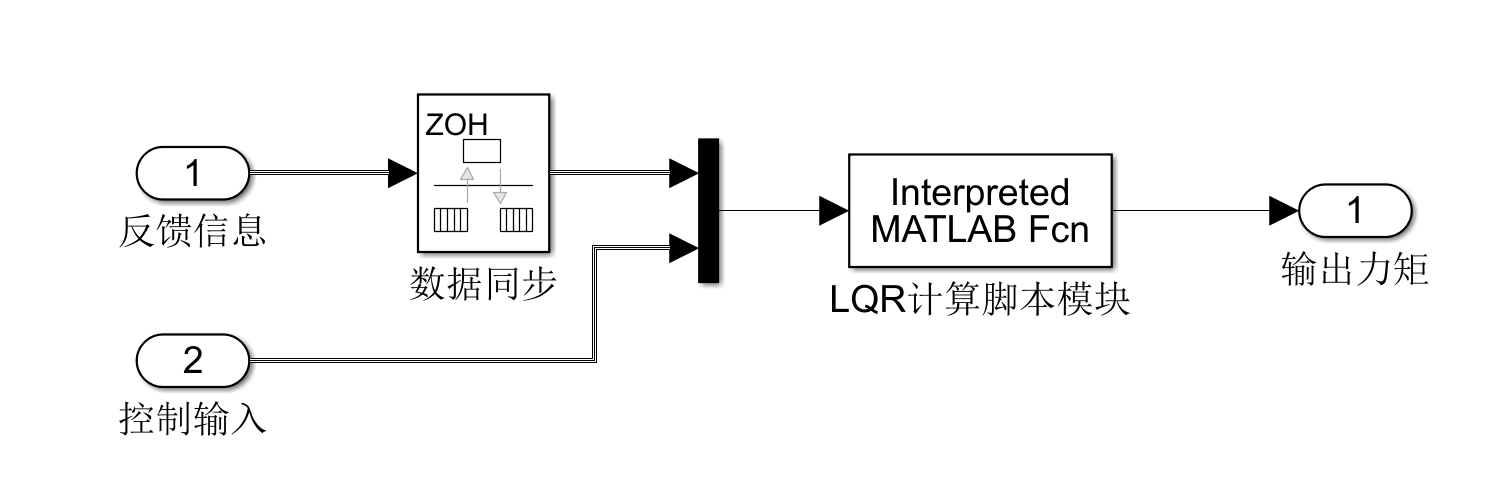 ZOH
1
反馈信息
数据同步
2
控制输入
Interpreted
MATLAB Fcn
LQR计算脚本模块
1
输出力矩